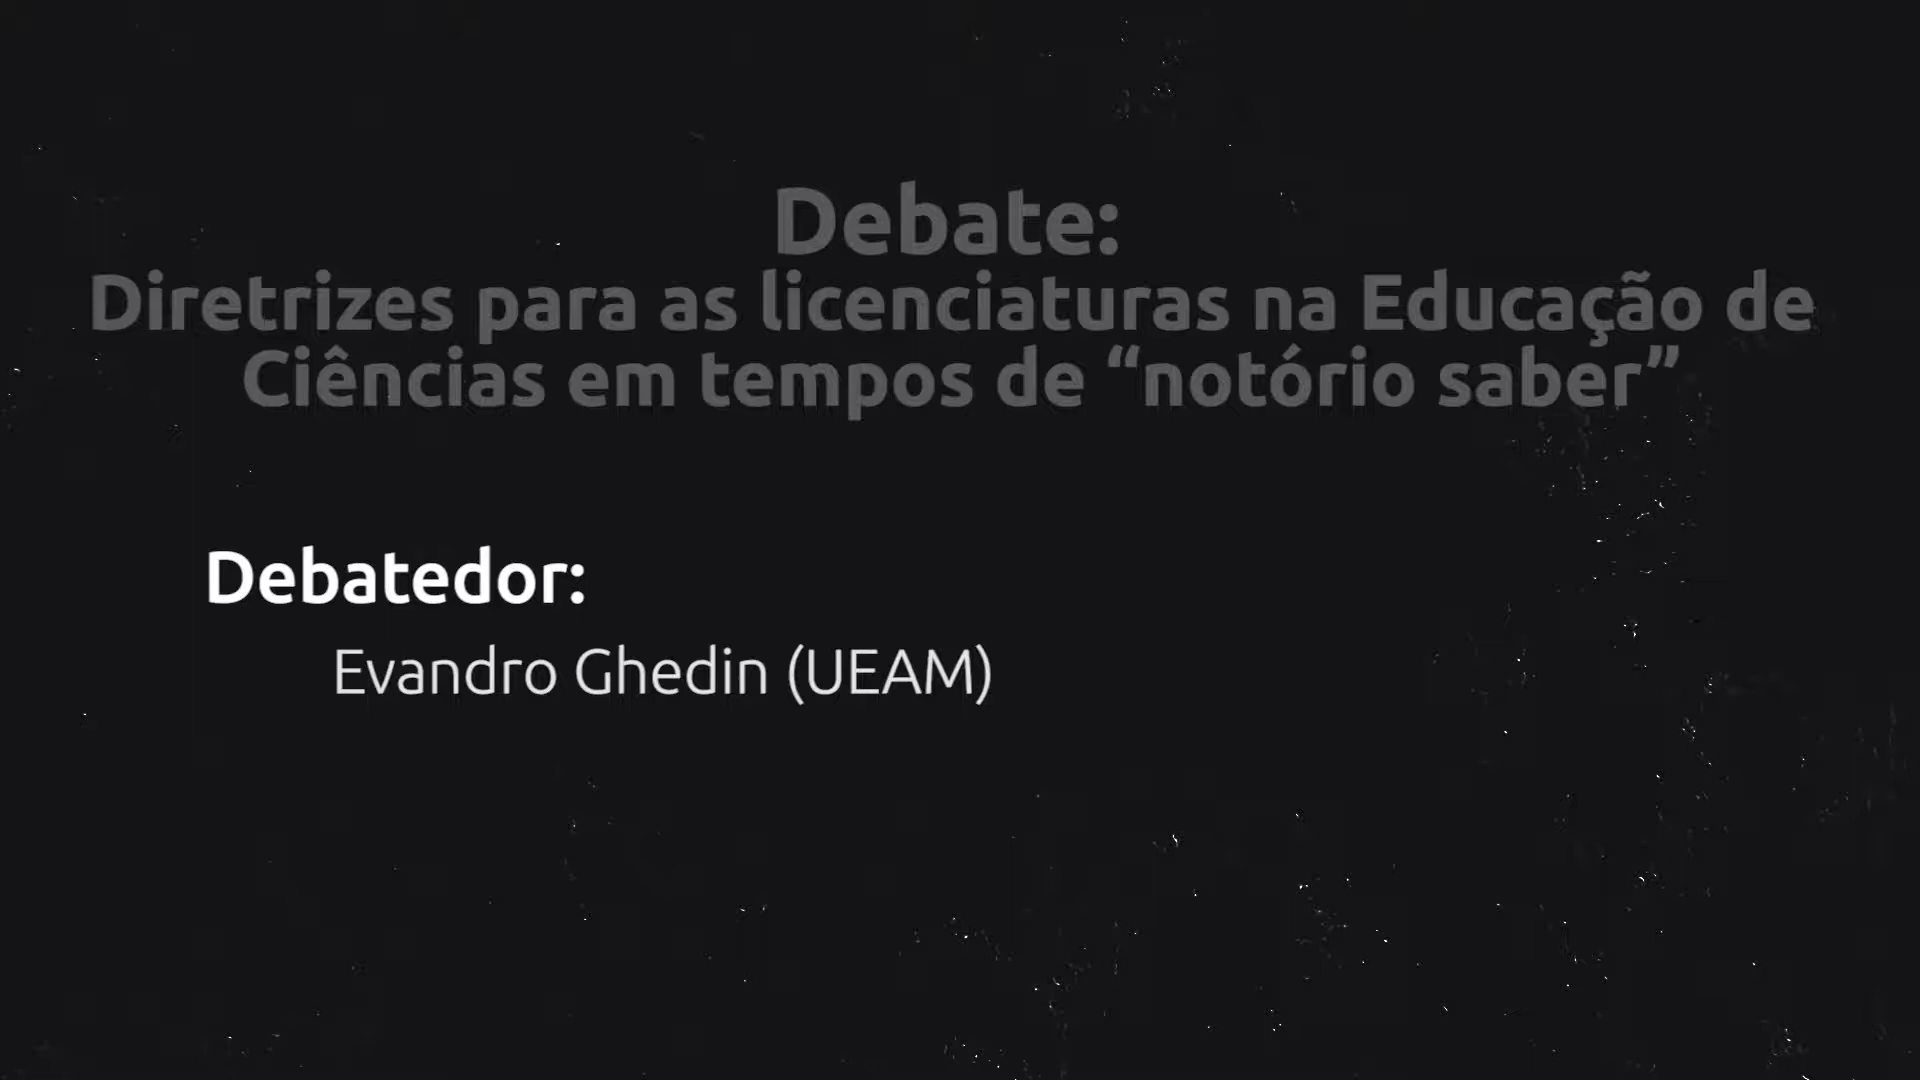 Debate:
Diretrizes para as licenciaturas na Educação de
Ciências em tempos de “notório saber”
Debatedor:
Evandro Ghedin (UEAM)